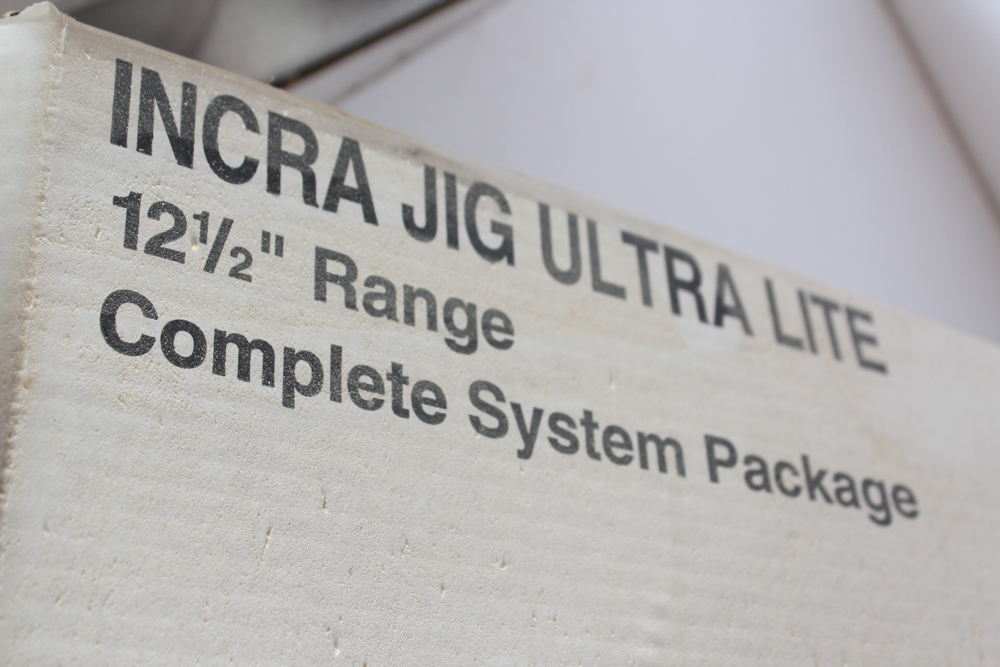 INCRA JIG ULTRA LITE
12½" Range
Complete System Package